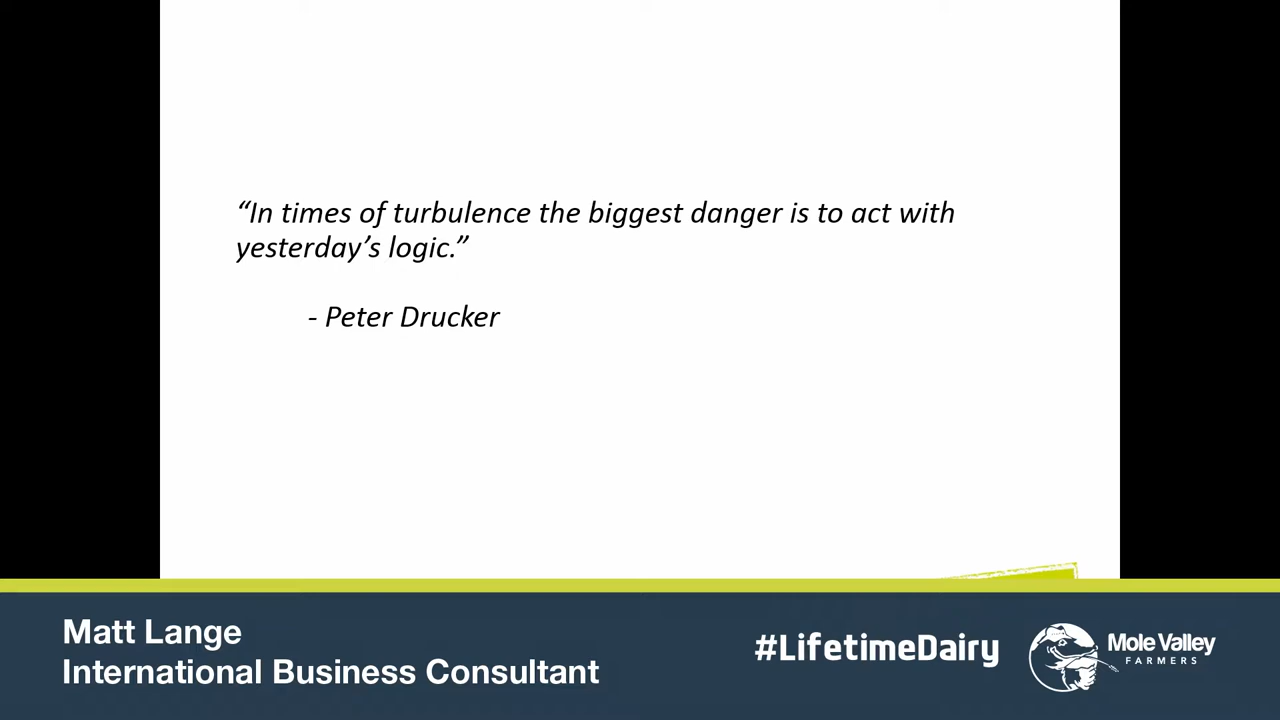 “In times of turbulence the biggest danger is to act with
yesterday’s logic.”
- Peter Drucker
Matt Lange
International Business Consultant
#LifetimeDairy
Mole Valley
FARMERS